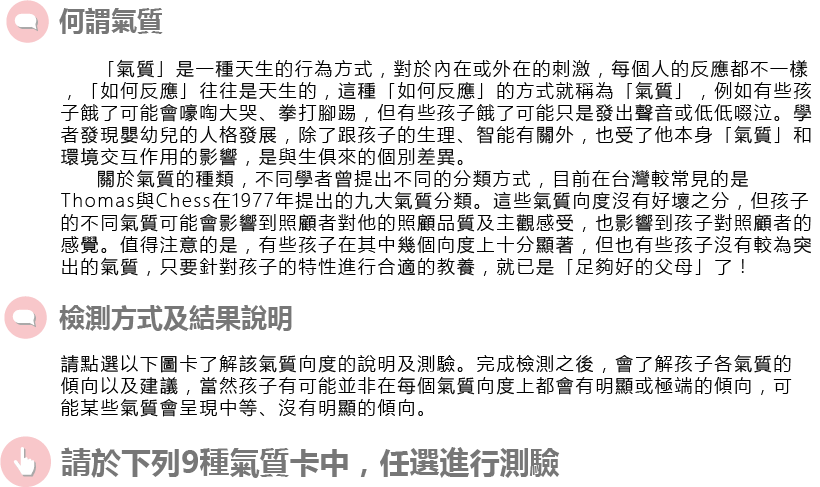 何謂氣質
「氣質」是一種天生的行為方式，對於內在或外在的刺激，每個人的反應都不一樣
，「如何反應」往往是天生的，這種「如何反應」的方式就稱為「氣質」，例如有些孩
子餓了可能會嚎啕大哭、拳打腳踢，但有些孩子餓了可能只是發出聲音或低低啜泣。學
者發現嬰幼兒的人格發展，除了跟孩子的生理、智能有關外，也受了他本身「氣質」和
環境交互作用的影響，是與生俱來的個別差異。
關於氣質的種類，不同學者曾提出不同的分類方式，目前在台灣較常見的是
Thomas與Chess在1977年提出的九大氣質分類。這些氣質向度沒有好壞之分，但孩子
的不同氣質可能會影響到照顧者對他的照顧品質及主觀感受，也影響到孩子對照顧者的
感覺。值得注意的是，有些孩子在其中幾個向度上十分顯著，但也有些孩子沒有較為突
出的氣質，只要針對孩子的特性進行合適的教養，就已是「足夠好的父母」了！
檢測方式及結果說明
請點選以下圖卡了解該氣質向度的說明及測驗。完成檢測之後，會了解孩子各氣質的
傾向以及建議，當然孩子有可能並非在每個氣質向度上都會有明顯或極端的傾向，可
能某些氣質會呈現中等、沒有明顯的傾向。
請於下列9種氣質卡中，任選進行測驗